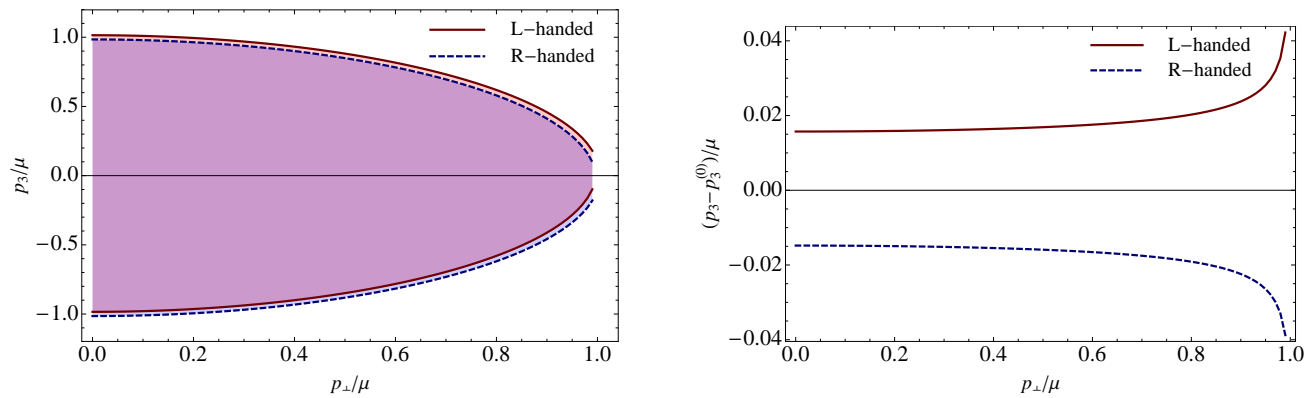 L−handed
R−handed
p₃/μ
1.0
0.5
0.0
−0.5
−1.0
0.0 0.2 0.4 0.6 0.8 1.0
p⊥/μ
L−handed
R−handed
(p₃−p₃⁽⁰⁾)/μ
0.04
0.02
0.00
−0.02
−0.04
0.0 0.2 0.4 0.6 0.8 1.0
p⊥/μ